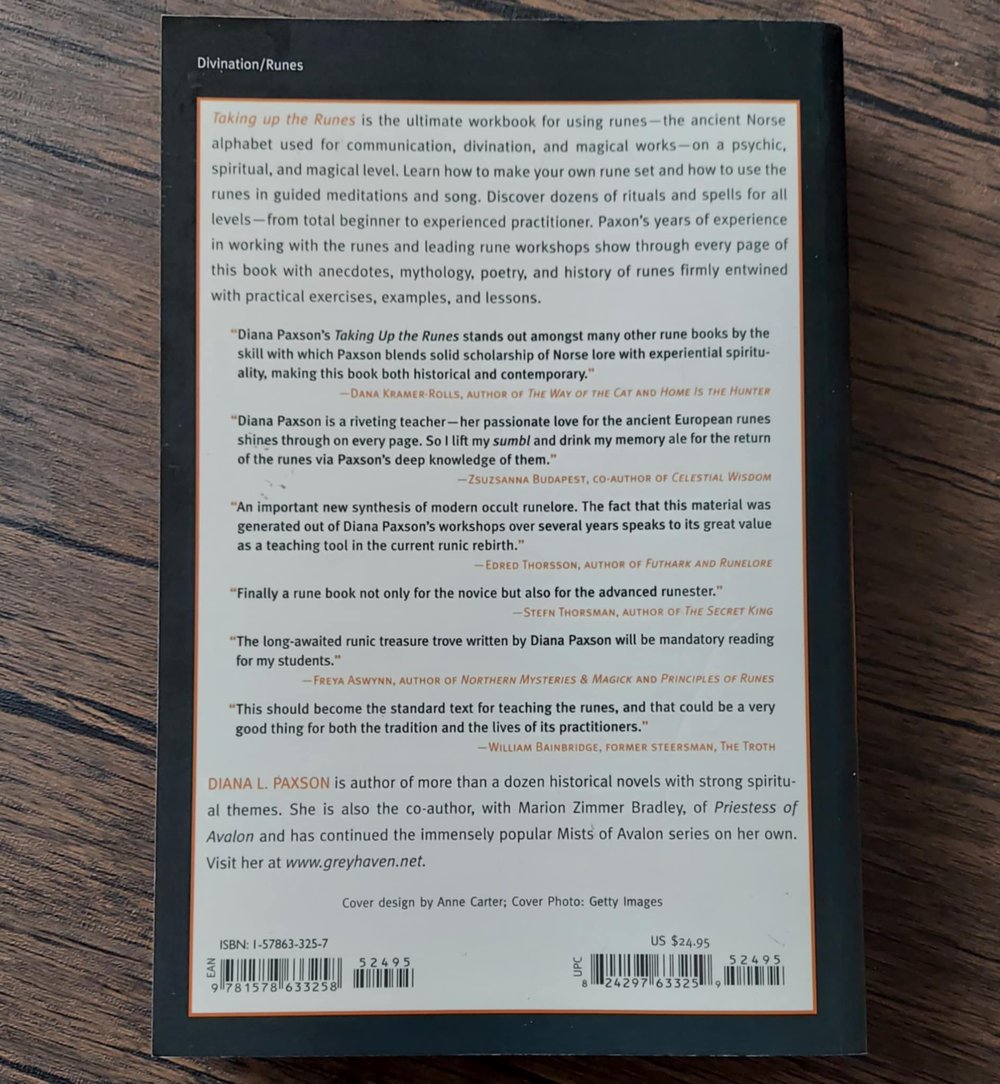 Divination/Runes
Taking up the Runes is the ultimate workbook for using runes—the ancient Norse
alphabet used for communication, divination, and magical works—on a psychic,
spiritual, and magical level. Learn how to make your own rune set and how to use the
runes in guided meditations and song. Discover dozens of rituals and spells for all
levels—from total beginner to experienced practitioner. Paxon's years of experience
in working with the runes and leading rune workshops show through every page of
this book with anecdotes, mythology, poetry, and history of runes firmly entwined
with practical exercises, examples, and lessons.
"Diana Paxson's Taking Up the Runes stands out amongst many other rune books by the
skill with which Paxson blends solid scholarship of Norse lore with experiential spiritu-
ality, making this book both historical and contemporary."
—DANA KRAMER-ROLLS, AUTHOR OF THE WAY OF THE CAT AND HOME IS THE HUNTER
"Diana Paxson is a riveting teacher—her passionate love for the ancient European runes
shines through on every page. So I lift my sumbl and drink my memory ale for the return
of the runes via Paxson's deep knowledge of them."
—ZSUZSANNA BUDAPEST, CO-AUTHOR OF CELESTIAL WISDOM
"An important new synthesis of modern occult runelore. The fact that this material was
generated out of Diana Paxson's workshops over several years speaks to its great value
as a teaching tool in the current runic rebirth."
—EDRED THORSSON, AUTHOR OF FUTHARK AND RUNELORE
"Finally a rune book not only for the novice but also for the advanced runester."
—STEFN THORSMAN, AUTHOR OF THE SECRET KING
"The long-awaited runic treasure trove written by Diana Paxson will be mandatory reading
for my students."
—FREYA ASWYNN, AUTHOR OF NORTHERN MYSTERIES & MAGICK AND PRINCIPLES OF RUNES
"This should become the standard text for teaching the runes, and that could be a very
good thing for both the tradition and the lives of its practitioners."
—WILLIAM BAINBRIDGE, FORMER STEERSMAN, THE TROTH
DIANA L. PAXSON is author of more than a dozen historical novels with strong spiritu-
al themes. She is also the co-author, with Marion Zimmer Bradley, of Priestess of
Avalon and has continued the immensely popular Mists of Avalon series on her own.
Visit her at www.greyhaven.net.
Cover design by Anne Carter; Cover Photo: Getty Images
ISBN: 1-57863-325-7
EAN
52495
9 781578 633258
US $24.95
UPC
52495
8 24297 63325 9